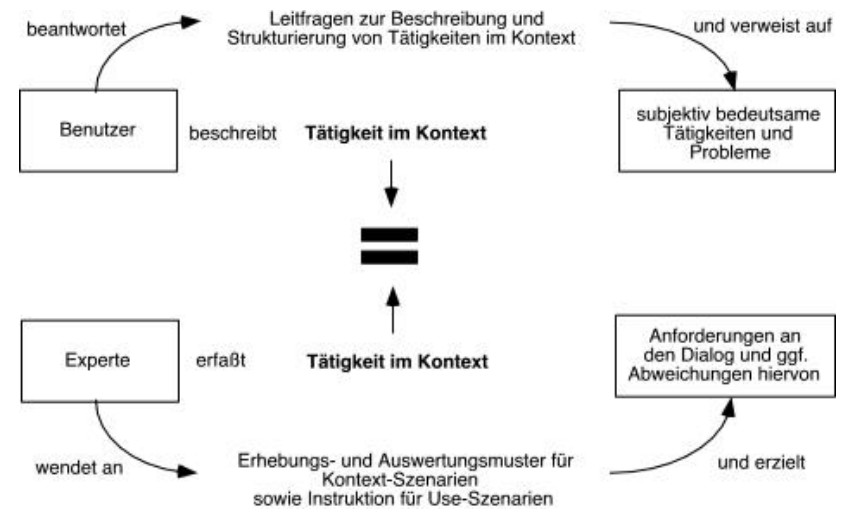 beantwortet
Leitfragen zur Beschreibung und
Strukturierung von Tätigkeiten im Kontext
und verweist auf
Benutzer
beschreibt
Tätigkeit im Kontext
subjektiv bedeutsame
Tätigkeiten und
Probleme
Experte
erfaßt
Tätigkeit im Kontext
Anforderungen an
den Dialog und ggf.
Abweichungen hiervon
wendet an
Erhebungs- und Auswertungsmuster für
Kontext-Szenarien
sowie Instruktion für Use-Szenarien
und erzielt